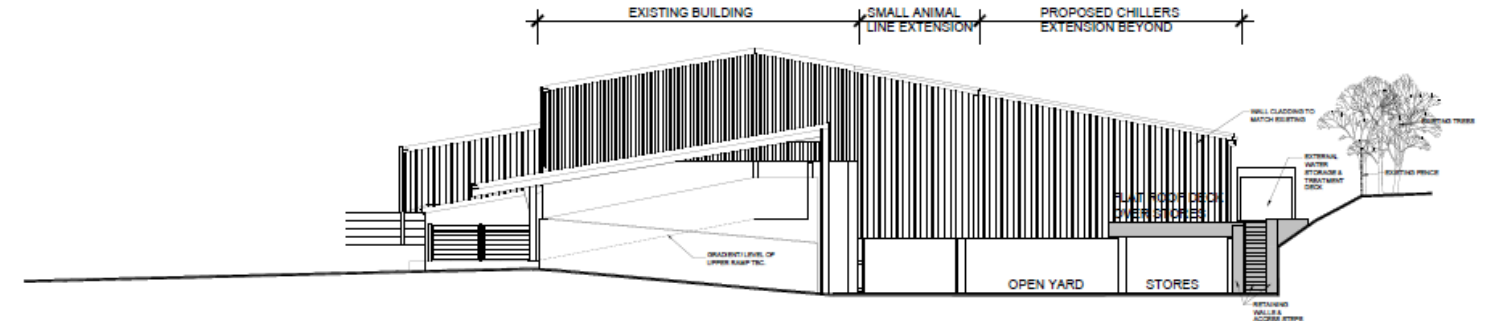 EXISTING BUILDING
SMALL ANIMAL
LINE EXTENSION
PROPOSED CHILLERS
EXTENSION BEYOND
WALL CLADDING TO
MATCH EXISTING
EXISTING TREES
EXTERNAL
WATER
STORAGE &
TREATMENT
DECK
EXISTING FENCE
FLAT ROOF DECK
OVER STORES
GRADIENT/ LEVEL OF
UPPER RAMP TBC.
OPEN YARD
STORES
RETAINING
WALLS &
ACCESS STEPS